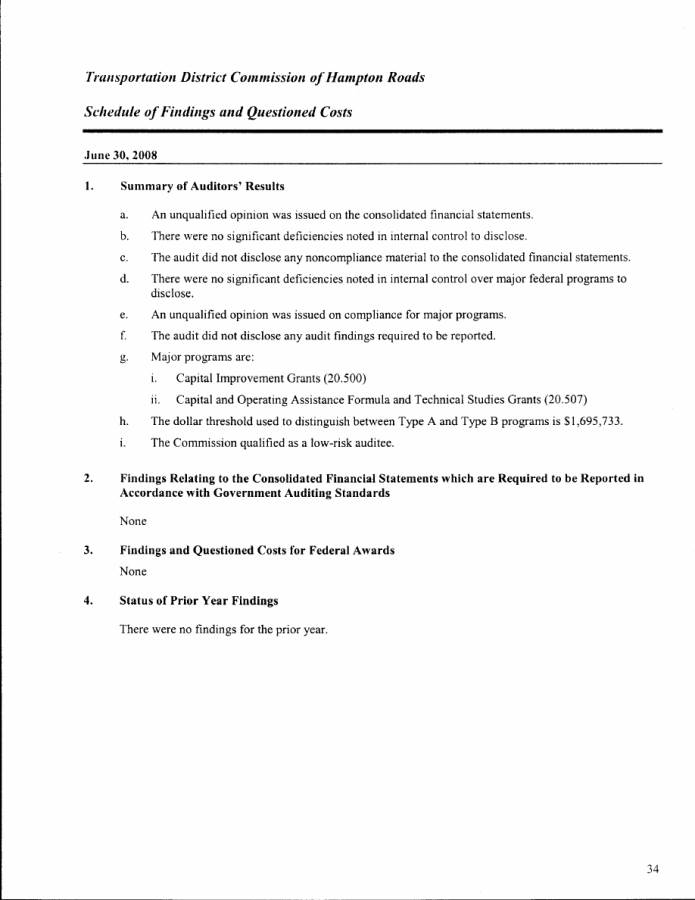 Transportation District Commission of Hampton Roads
Schedule of Findings and Questioned Costs
June 30, 2008
1. Summary of Auditors' Results
a. An unqualified opinion was issued on the consolidated financial statements.
b. There were no significant deficiencies noted in internal control to disclose.
c. The audit did not disclose any noncompliance material to the consolidated financial statements.
d. There were no significant deficiencies noted in internal control over major federal programs to
disclose.
e. An unqualified opinion was issued on compliance for major programs.
f. The audit did not disclose any audit findings required to be reported.
g. Major programs are:
i. Capital Improvement Grants (20.500)
ii. Capital and Operating Assistance Formula and Technical Studies Grants (20.507)
h. The dollar threshold used to distinguish between Type A and Type B programs is $1,695,733.
i. The Commission qualified as a low-risk auditee.
2. Findings Relating to the Consolidated Financial Statements which are Required to be Reported in
Accordance with Government Auditing Standards
None
3. Findings and Questioned Costs for Federal Awards
None
4. Status of Prior Year Findings
There were no findings for the prior year.
34